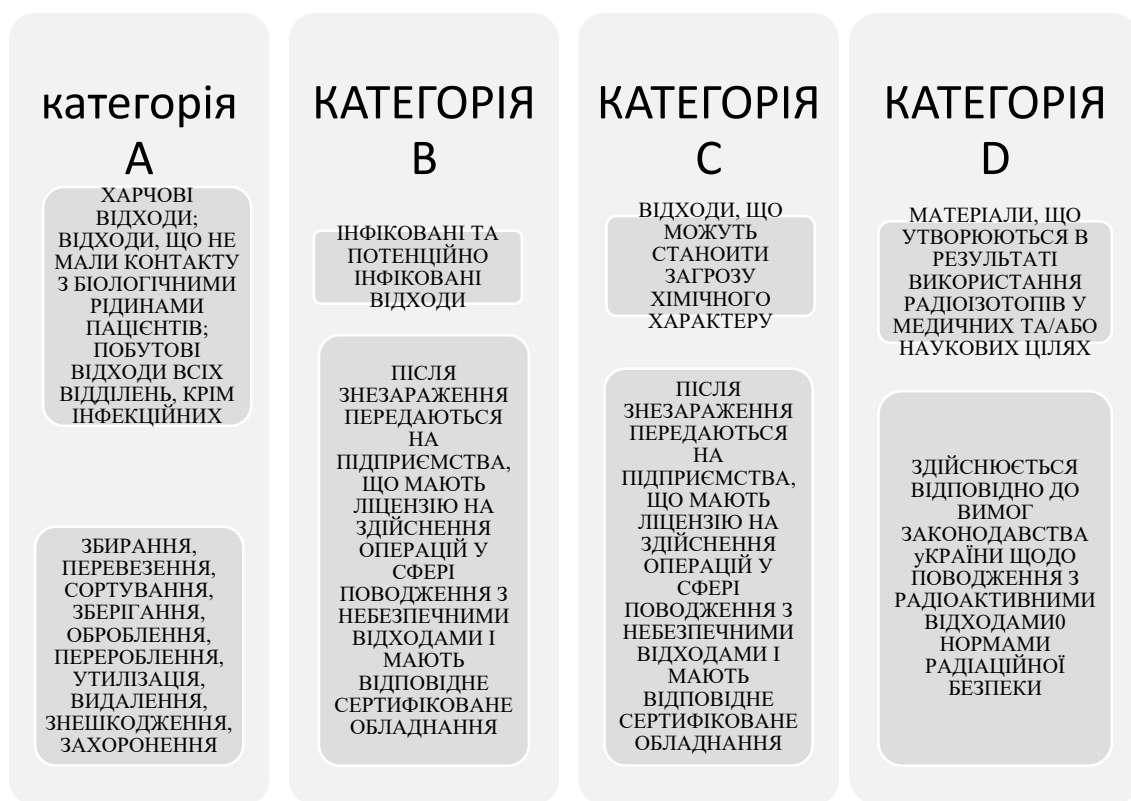 категорія
А
ХАРЧОВІ
ВІДХОДИ;
ВІДХОДИ, ЩО НЕ
МАЛИ КОНТАКТУ
З БІОЛОГІЧНИМИ
РІДИНАМИ
ПАЦІЄНТІВ;
ПОБУТОВІ
ВІДХОДИ ВСІХ
ВІДДІЛЕНЬ, КРІМ
ІНФЕКЦІЙНИХ
ЗБИРАННЯ,
ПЕРЕВЕЗЕННЯ,
СОРТУВАННЯ,
ЗБЕРІГАННЯ,
ОБРОБЛЕННЯ,
ПЕРЕРОБЛЕННЯ,
УТИЛІЗАЦІЯ,
ВИДАЛЕННЯ,
ЗНЕШКОДЖЕННЯ,
ЗАХОРОНЕННЯ
КАТЕГОРІЯ
В
ІНФІКОВАНІ ТА
ПОТЕНЦІЙНО
ІНФІКОВАНІ
ВІДХОДИ
ПІСЛЯ
ЗНЕЗАРАЖЕННЯ
ПЕРЕДАЮТЬСЯ
НА
ПІДПРИЄМСТВА,
ЩО МАЮТЬ
ЛІЦЕНЗІЮ НА
ЗДІЙСНЕННЯ
ОПЕРАЦІЙ У
СФЕРІ
ПОВОДЖЕННЯ З
НЕБЕЗПЕЧНИМИ
ВІДХОДАМИ І
МАЮТЬ
ВІДПОВІДНЕ
СЕРТИФІКОВАНЕ
ОБЛАДНАННЯ
КАТЕГОРІЯ
С
ВІДХОДИ, ЩО
МОЖУТЬ
СТАНОИТИ
ЗАГРОЗУ
ХІМІЧНОГО
ХАРАКТЕРУ
ПІСЛЯ
ЗНЕЗАРАЖЕННЯ
ПЕРЕДАЮТЬСЯ
НА
ПІДПРИЄМСТВА,
ЩО МАЮТЬ
ЛІЦЕНЗІЮ НА
ЗДІЙСНЕННЯ
ОПЕРАЦІЙ У
СФЕРІ
ПОВОДЖЕННЯ З
НЕБЕЗПЕЧНИМИ
ВІДХОДАМИ І
МАЮТЬ
ВІДПОВІДНЕ
СЕРТИФІКОВАНЕ
ОБЛАДНАННЯ
КАТЕГОРІЯ
D
МАТЕРІАЛИ, ЩО
УТВОРЮЮТЬСЯ В
РЕЗУЛЬТАТІ
ВИКОРИСТАННЯ
РАДІОІЗОТОПІВ У
МЕДИЧНИХ ТА/АБО
НАУКОВИХ ЦІЛЯХ
ЗДІЙСНЮЄТЬСЯ
ВІДПОВІДНО ДО
ВИМОГ
ЗАКОНОДАВСТВА
уКРАЇНИ ЩОДО
ПОВОДЖЕННЯ З
РАДІОАКТИВНИМИ
ВІДХОДАМИ0
НОРМАМИ
РАДІАЦІЙНОЇ
БЕЗПЕКИ